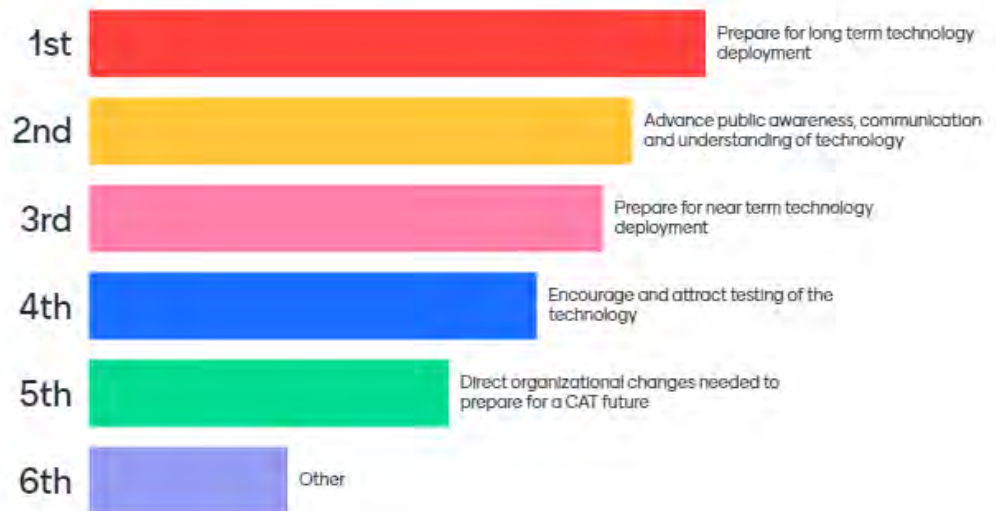 1st
Prepare for long term technology
deployment
2nd
Advance public awareness, communication
and understanding of technology
3rd
Prepare for near term technology
deployment
4th
Encourage and attract testing of the
technology
5th
Direct organizational changes needed to
prepare for a CAT future
6th
Other